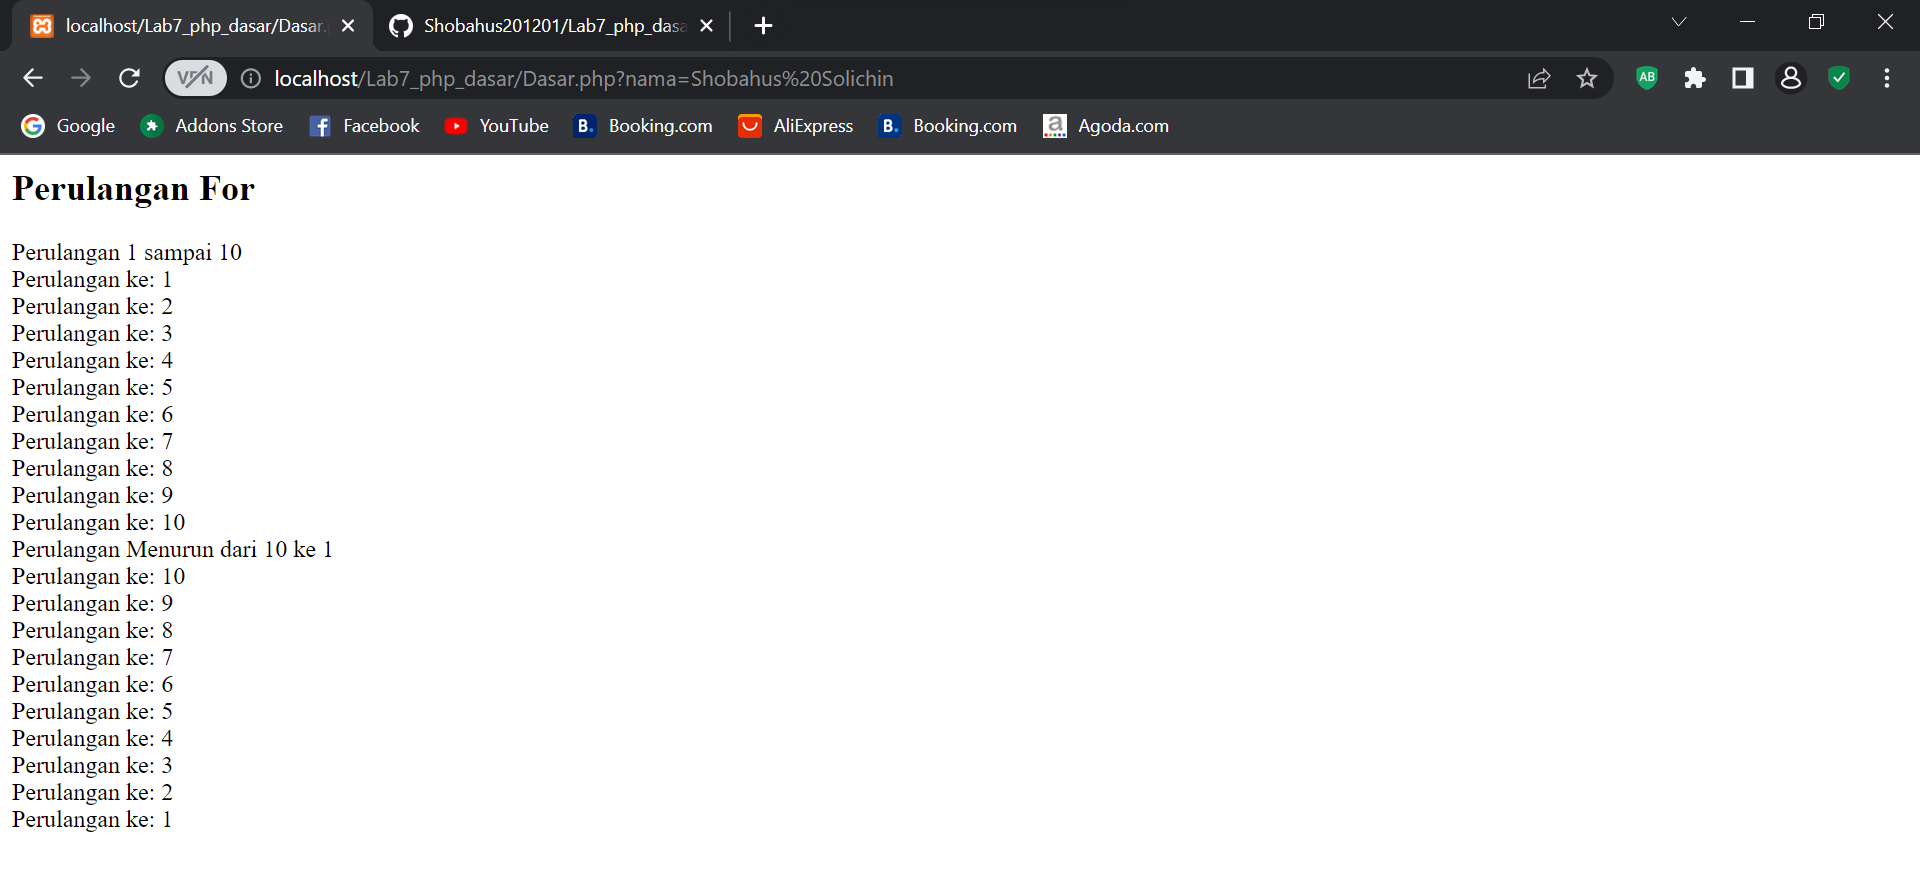 localhost/Lab7_php_dasar/Dasar.
Shobahus201201/Lab7_php_dasa
VPN
localhost/Lab7_php_dasar/Dasar.php?nama=Shobahus%20Solichin
AB
Google
Addons Store
Facebook
YouTube
B. Booking.com
AliExpress
B. Booking.com
a Agoda.com
Perulangan For
Perulangan 1 sampai 10
Perulangan ke: 1
Perulangan ke: 2
Perulangan ke: 3
Perulangan ke: 4
Perulangan ke: 5
Perulangan ke: 6
Perulangan ke: 7
Perulangan ke: 8
Perulangan ke: 9
Perulangan ke: 10
Perulangan Menurun dari 10 ke 1
Perulangan ke: 10
Perulangan ke: 9
Perulangan ke: 8
Perulangan ke: 7
Perulangan ke: 6
Perulangan ke: 5
Perulangan ke: 4
Perulangan ke: 3
Perulangan ke: 2
Perulangan ke: 1